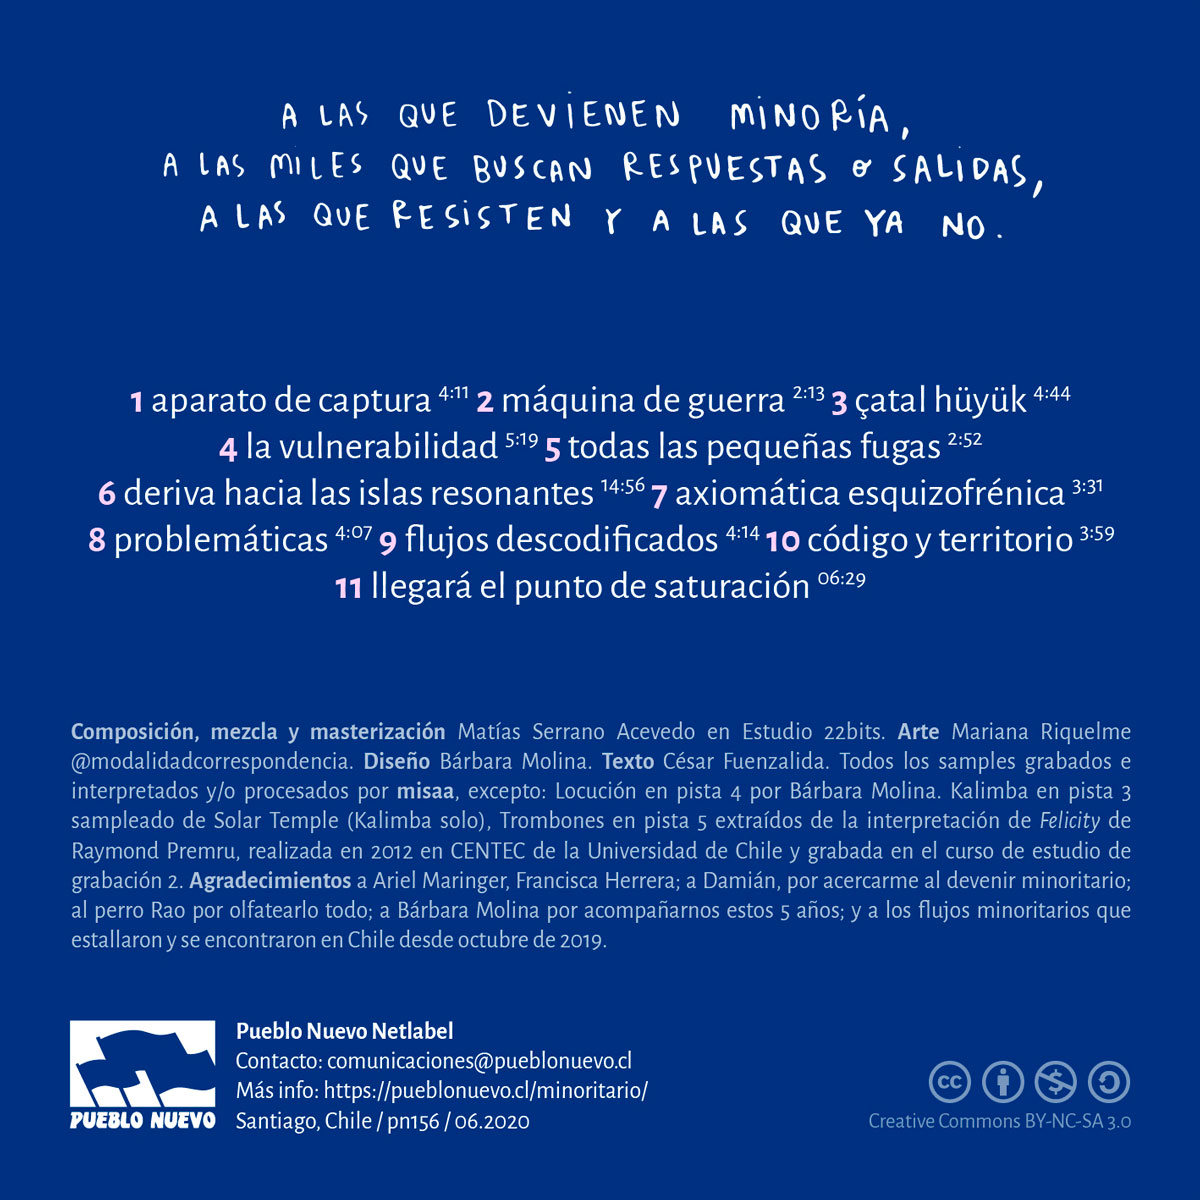 A LAS QUE DEVIENEN MINORÍA,
A LAS MILES QUE BUSCAN RESPUESTAS o SALIDAS,
A LAS QUE RESISTEN Y A LAS QUE YA NO.
1 aparato de captura 4:11 2 máquina de guerra 2:13 3 çatal hüyük 4:44
4 la vulnerabilidad 5:19 5 todas las pequeñas fugas 2:52
6 deriva hacia las islas resonantes 14:56 7 axiomática esquizofrénica 3:31
8 problemáticas 4:07 9 flujos descodificados 4:14 10 código y territorio 3:59
11 llegará el punto de saturación 06:29
Composición, mezcla y masterización Matías Serrano Acevedo en Estudio 22bits. Arte Mariana Riquelme
@modalidadcorrespondencia. Diseño Bárbara Molina. Texto César Fuenzalida. Todos los samples grabados e
interpretados y/o procesados por misaa, excepto: Locución en pista 4 por Bárbara Molina. Kalimba en pista 3
sampleado de Solar Temple (Kalimba solo), Trombones en pista 5 extraídos de la interpretación de Felicity de
Raymond Premru, realizada en 2012 en CENTEC de la Universidad de Chile y grabada en el curso de estudio de
grabación 2. Agradecimientos a Ariel Maringer, Francisca Herrera; a Damián, por acercarme al devenir minoritario;
al perro Rao por olfatearlo todo; a Bárbara Molina por acompañarnos estos 5 años; y a los flujos minoritarios que
estallaron y se encontraron en Chile desde octubre de 2019.
PUEBLO NUEVO
Pueblo Nuevo Netlabel
Contacto: comunicaciones@pueblonuevo.cl
Más info: https://pueblonuevo.cl/minoritario/
Santiago, Chile / pn156 / 06.2020
cc
Creative Commons BY-NC-SA 3.0